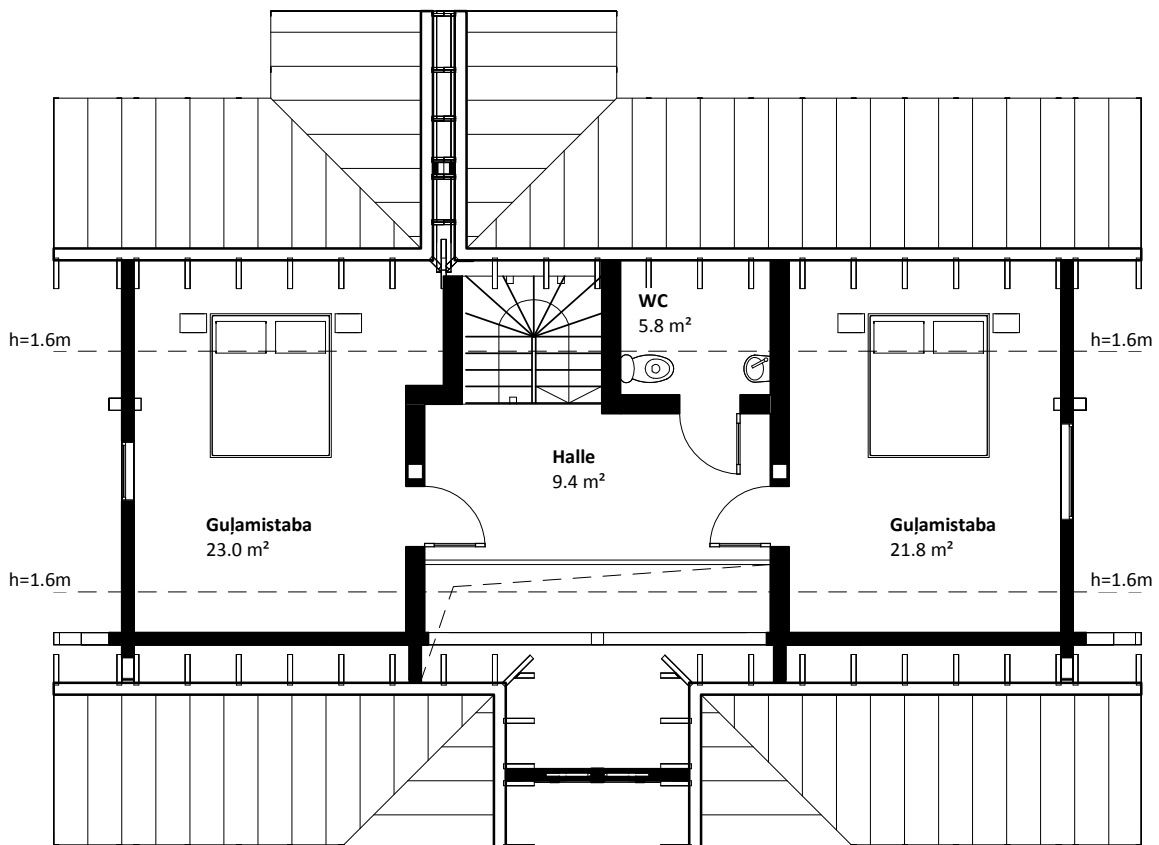 WC
5.8 m²
h=1.6m
h=1.6m
Halle
9.4 m²
Guļamistaba
23.0 m²
Guļamistaba
21.8 m²
h=1.6m
h=1.6m